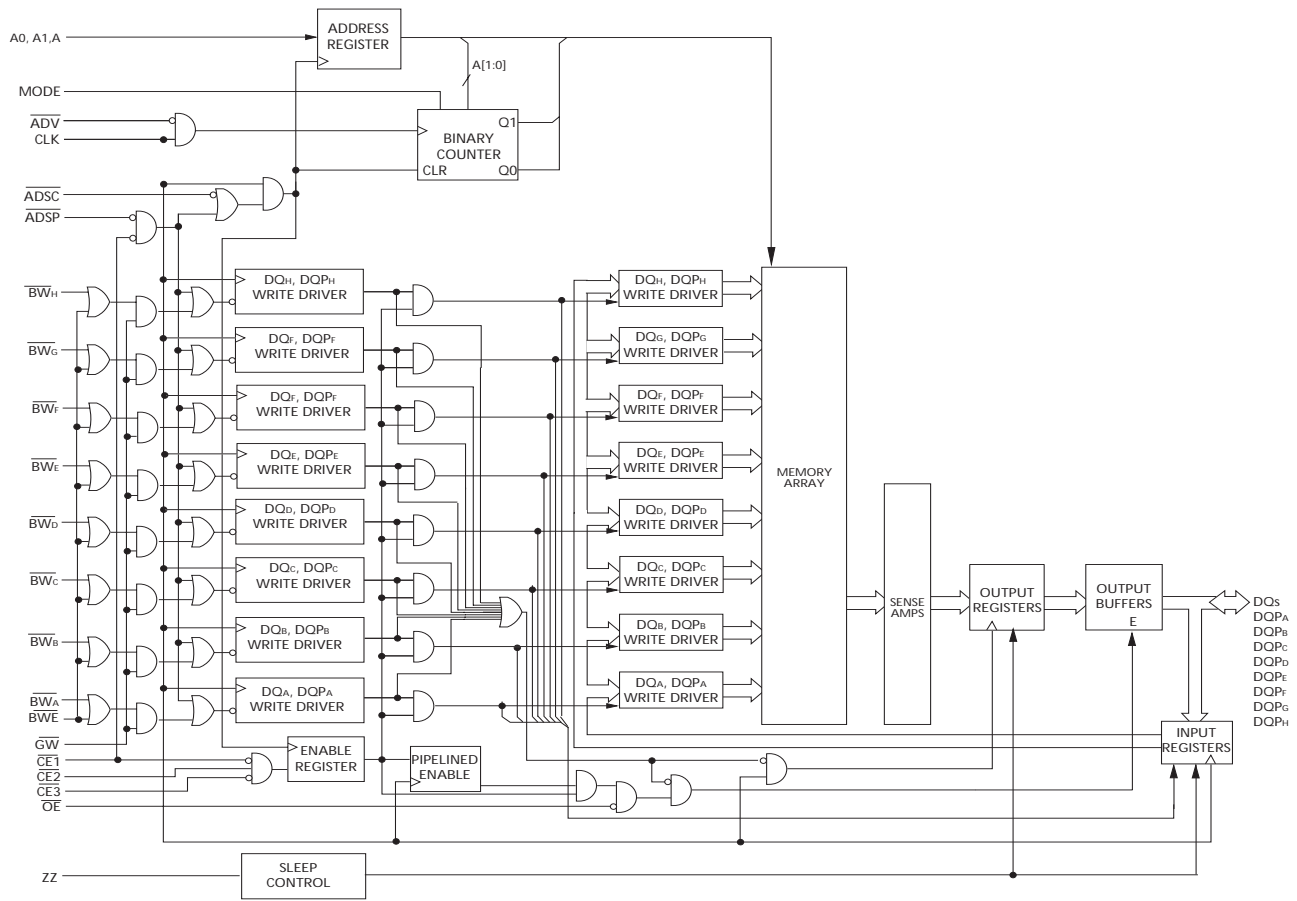 A0, A1,A
ADDRESS
REGISTER
A[1:0]
MODE
ADV
CLK
Q1
BINARY
COUNTER
CLR
Q0
ADSC
ADSP
BWH
DQH, DQPH
WRITE DRIVER
DQH, DQPH
WRITE DRIVER
BWG
DQF, DQPF
WRITE DRIVER
DQG, DQPG
WRITE DRIVER
BWF
DQF, DQPF
WRITE DRIVER
DQF, DQPF
WRITE DRIVER
BWE
DQE, DQPE
WRITE DRIVER
DQE, DQPE
WRITE DRIVER
MEMORY
ARRAY
BWD
DQD, DQPD
WRITE DRIVER
DQD, DQPD
WRITE DRIVER
BWC
DQC, DQPC
WRITE DRIVER
DQC, DQPC
WRITE DRIVER
SENSE
AMPS
OUTPUT
REGISTERS
OUTPUT
BUFFERS
E
BWB
DQB, DQPB
WRITE DRIVER
DQB, DQPB
WRITE DRIVER
DQs
DQPA
DQPB
DQPC
DQPD
DQPE
DQPF
DQPG
DQPH
BWA
BWE
DQA, DQPA
WRITE DRIVER
DQA, DQPA
WRITE DRIVER
INPUT
REGISTERS
GW
CE1
CE2
CE3
OE
ENABLE
REGISTER
PIPELINED
ENABLE
ZZ
SLEEP
CONTROL